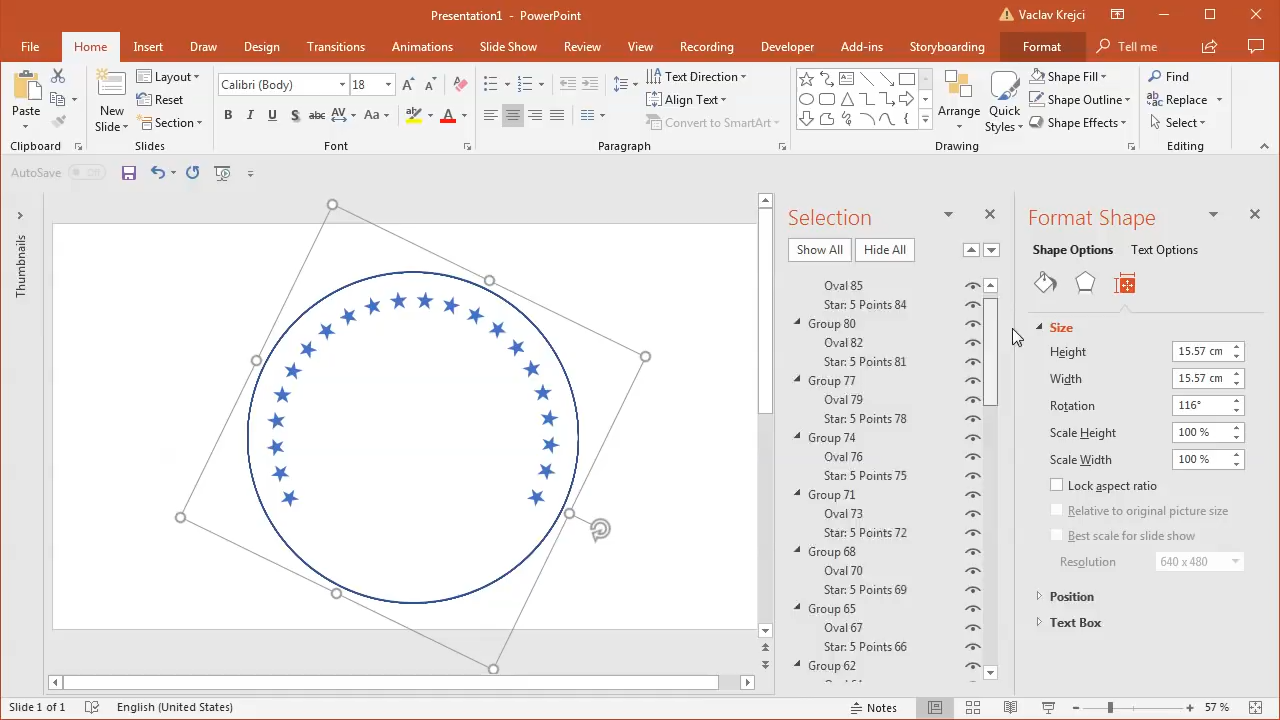 Presentation1 - PowerPoint
Vaclav Krejci
File Home Insert Draw Design Transitions Animations Slide Show Review View Recording Developer Add-ins Storyboarding Format Tell me
Paste
Clipboard
New
Slide
Layout
Reset
Section
Slides
Calibri (Body) 18
B I U S abc AV Aa A
Font
Text Direction
Align Text
Convert to SmartArt
Paragraph
Arrange
Quick
Styles
Shape Fill
Shape Outline
Shape Effects
Drawing
Find
Replace
Select
Editing
AutoSave Off
Thumbnails
Selection
Show All Hide All
Oval 85
Star: 5 Points 84
Group 80
Oval 82
Star: 5 Points 81
Group 77
Oval 79
Star: 5 Points 78
Group 74
Oval 76
Star: 5 Points 75
Group 71
Oval 73
Star: 5 Points 72
Group 68
Oval 70
Star: 5 Points 69
Group 65
Oval 67
Star: 5 Points 66
Group 62
Format Shape
Shape Options Text Options
Size
Height 15.57 cm
Width 15.57 cm
Rotation 116°
Scale Height 100 %
Scale Width 100 %
Lock aspect ratio
Relative to original picture size
Best scale for slide show
Resolution 640 x 480
Position
Text Box
Slide 1 of 1 English (United States) Notes 57 %